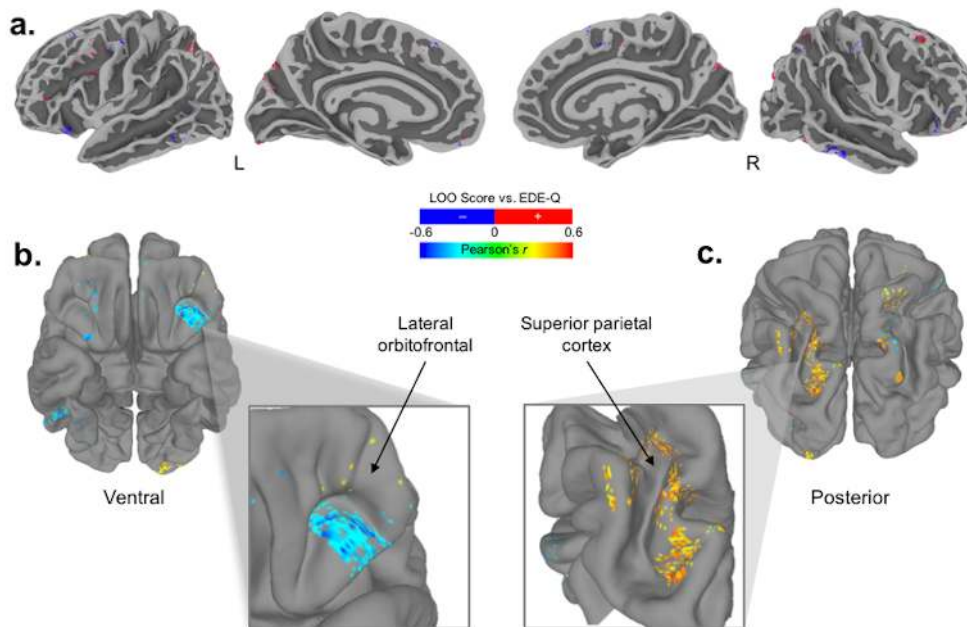 a.
L
R
LOO Score vs. EDE-Q
– +
-0.6 0 0.6
Pearson's r
b.
c.
Lateral
orbitofrontal
Superior parietal
cortex
Ventral
Posterior